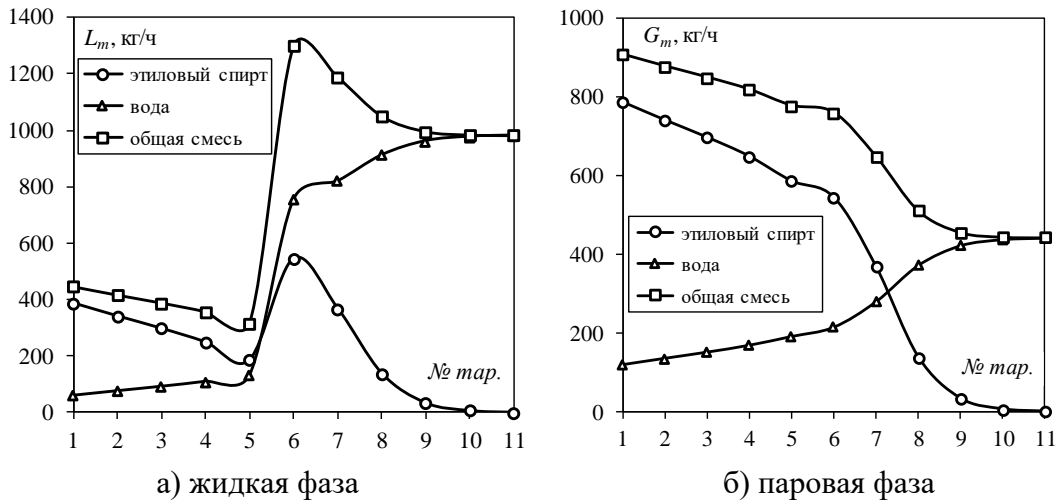 1400
1200
1000
800
600
400
200
0
L_m, кг/ч
этиловый спирт
вода
общая смесь
№ тар.
1 2 3 4 5 6 7 8 9 10 11
а) жидкая фаза
1000
800
600
400
200
0
G_m, кг/ч
этиловый спирт
вода
общая смесь
№ тар.
1 2 3 4 5 6 7 8 9 10 11
б) паровая фаза